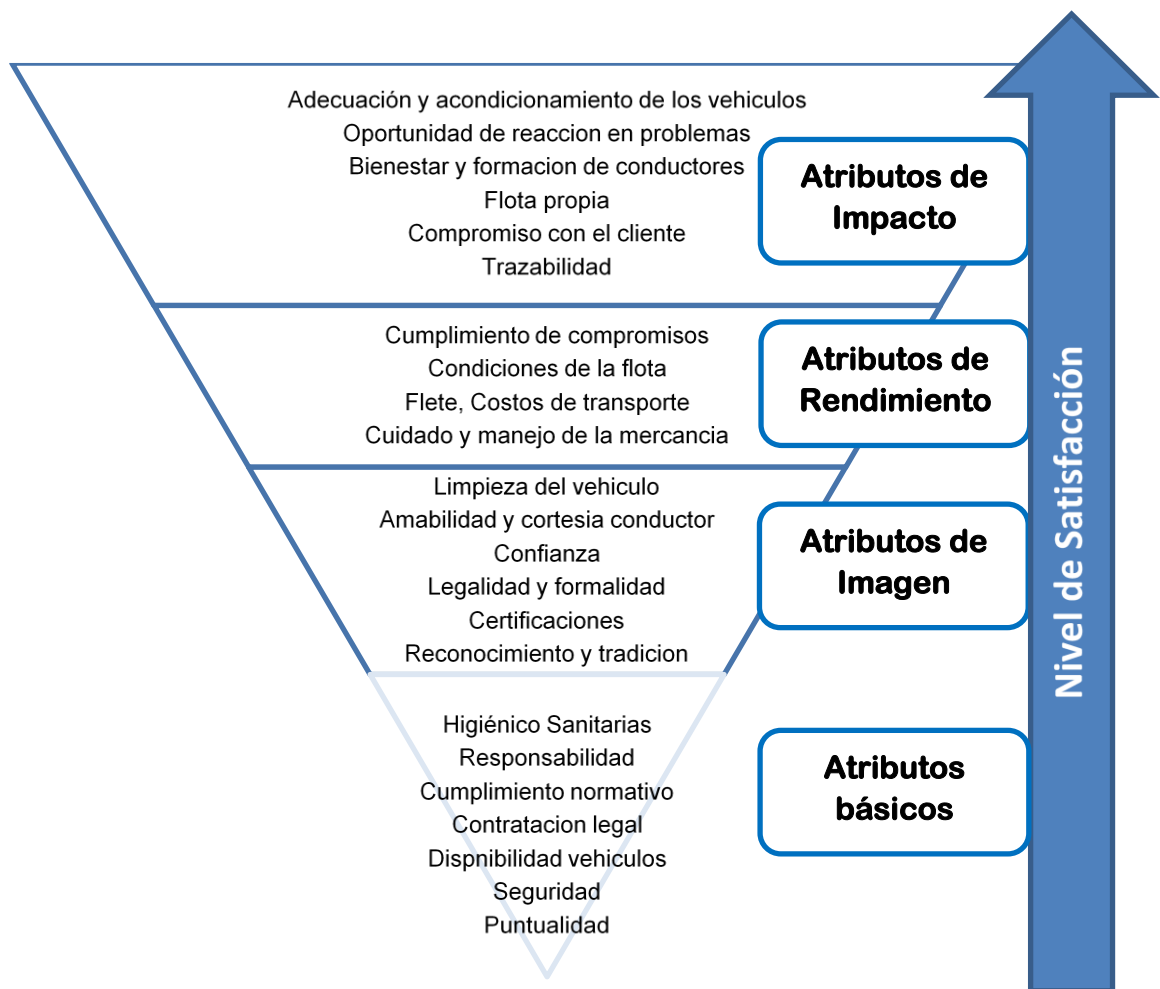 Adecuación y acondicionamiento de los vehiculos
Oportunidad de reaccion en problemas
Bienestar y formacion de conductores
Flota propia
Compromiso con el cliente
Trazabilidad
Atributos de
Impacto
Cumplimiento de compromisos
Condiciones de la flota
Flete, Costos de transporte
Cuidado y manejo de la mercancia
Atributos de
Rendimiento
Limpieza del vehiculo
Amabilidad y cortesia conductor
Confianza
Legalidad y formalidad
Certificaciones
Reconocimiento y tradicion
Atributos de
Imagen
Higiénico Sanitarias
Responsabilidad
Cumplimiento normativo
Contratacion legal
Dispnibilidad vehiculos
Seguridad
Puntualidad
Atributos
básicos
Nivel de Satisfacción